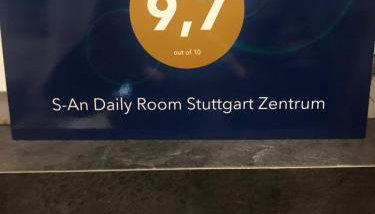 9,7
out of 10
S-An Daily Room Stuttgart Zentrum